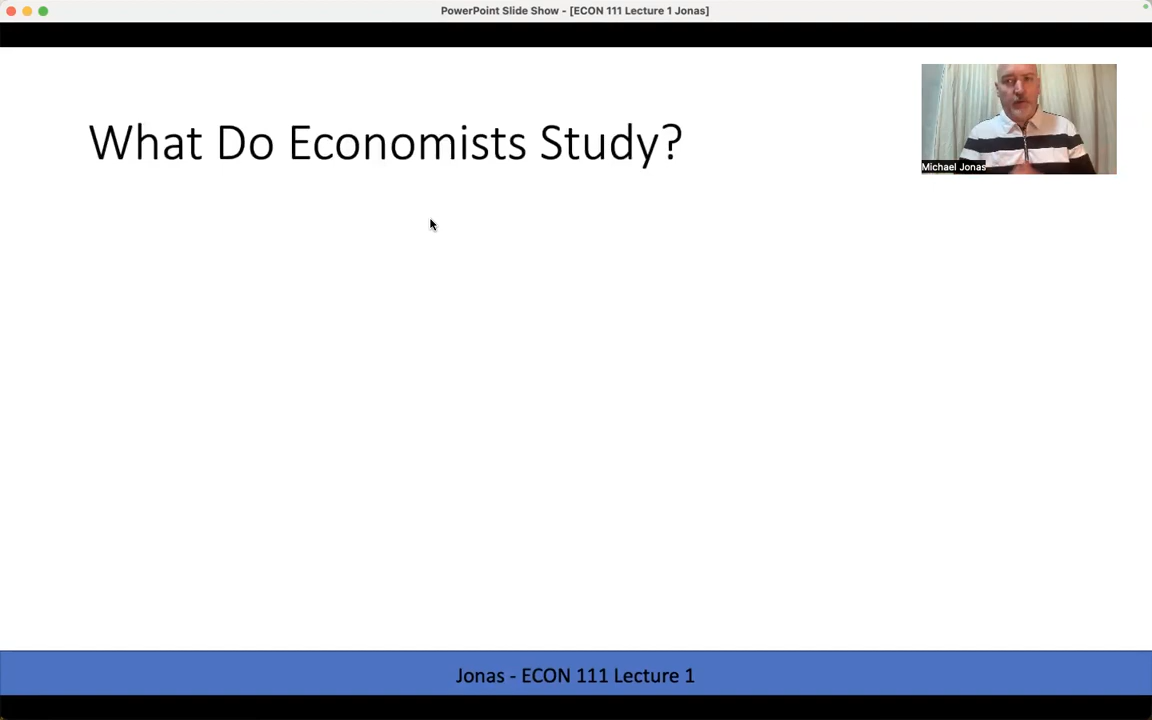 PowerPoint Slide Show - [ECON 111 Lecture 1 Jonas]
What Do Economists Study?
Michael Jonas
Jonas - ECON 111 Lecture 1